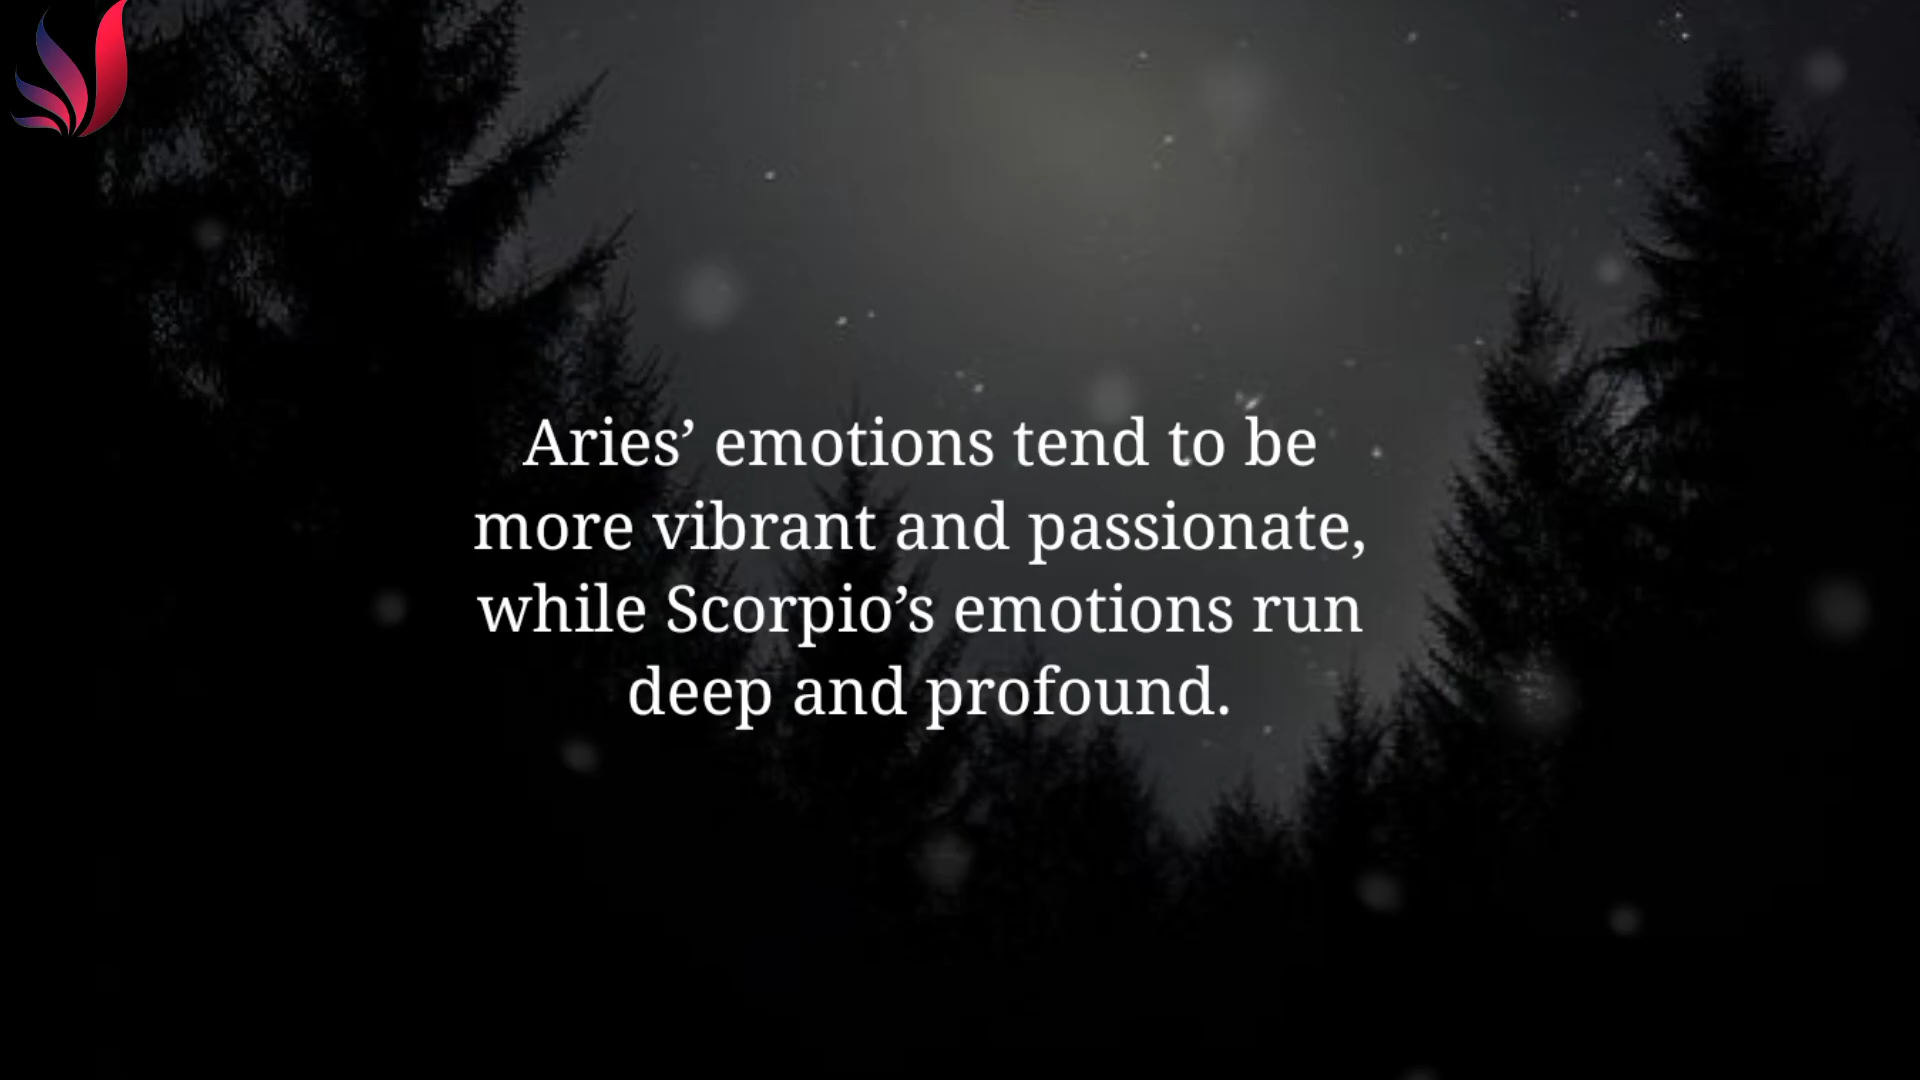 Aries’ emotions tend to be
more vibrant and passionate,
while Scorpio’s emotions run
deep and profound.